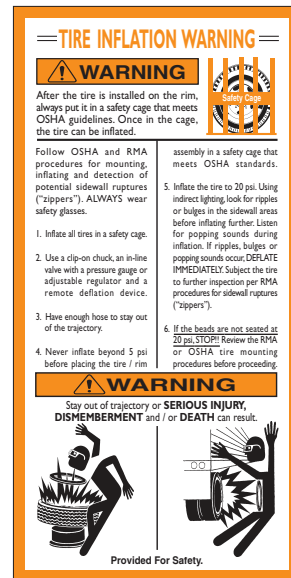 TIRE INFLATION WARNING
WARNING
After the tire is installed on the rim,
always put it in a safety cage that meets
OSHA guidelines. Once in the cage,
the tire can be inflated.
Safety Cage
Follow OSHA and RMA
procedures for mounting,
inflating and detection of
potential sidewall ruptures
("zippers"). ALWAYS wear
safety glasses.
1. Inflate all tires in a safety cage.
2. Use a clip-on chuck, an in-line
valve with a pressure gauge or
adjustable regulator and a
remote deflation device.
3. Have enough hose to stay out
of the trajectory.
4. Never inflate beyond 5 psi
before placing the tire / rim
assembly in a safety cage that
meets OSHA standards.
5. Inflate the tire to 20 psi. Using
indirect lighting, look for ripples
or bulges in the sidewall areas
before inflating further. Listen
for popping sounds during
inflation. If ripples, bulges or
popping sounds occur, DEFLATE
IMMEDIATELY. Subject the tire
to further inspection per RMA
procedures for sidewall ruptures
("zippers").
6. If the beads are not seated at
20 psi, STOP!! Review the RMA
or OSHA tire mounting
procedures before proceeding.
WARNING
Stay out of trajectory or SERIOUS INJURY,
DISMEMBERMENT and / or DEATH can result.
Provided For Safety.